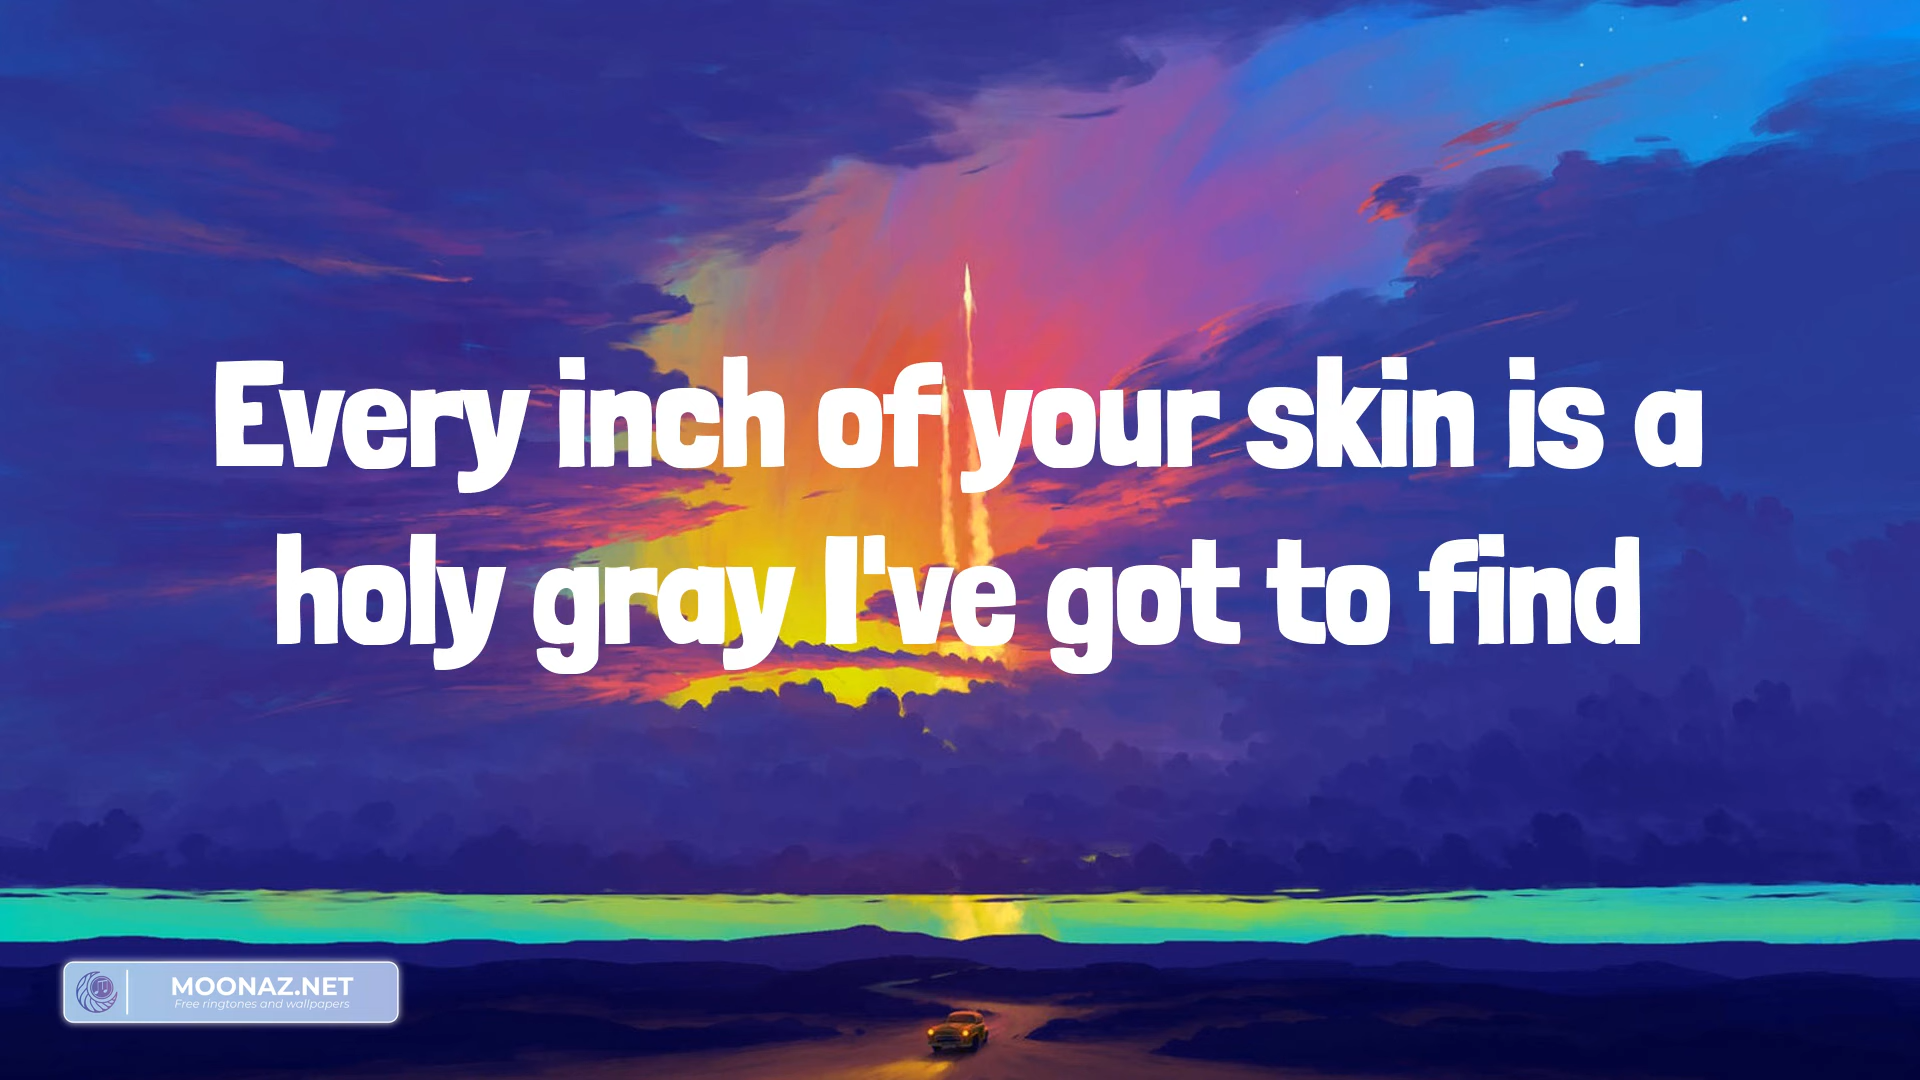 Every inch of your skin is a
holy gray I've got to find
MOONAZ.NET
Free ringtones and wallpapers